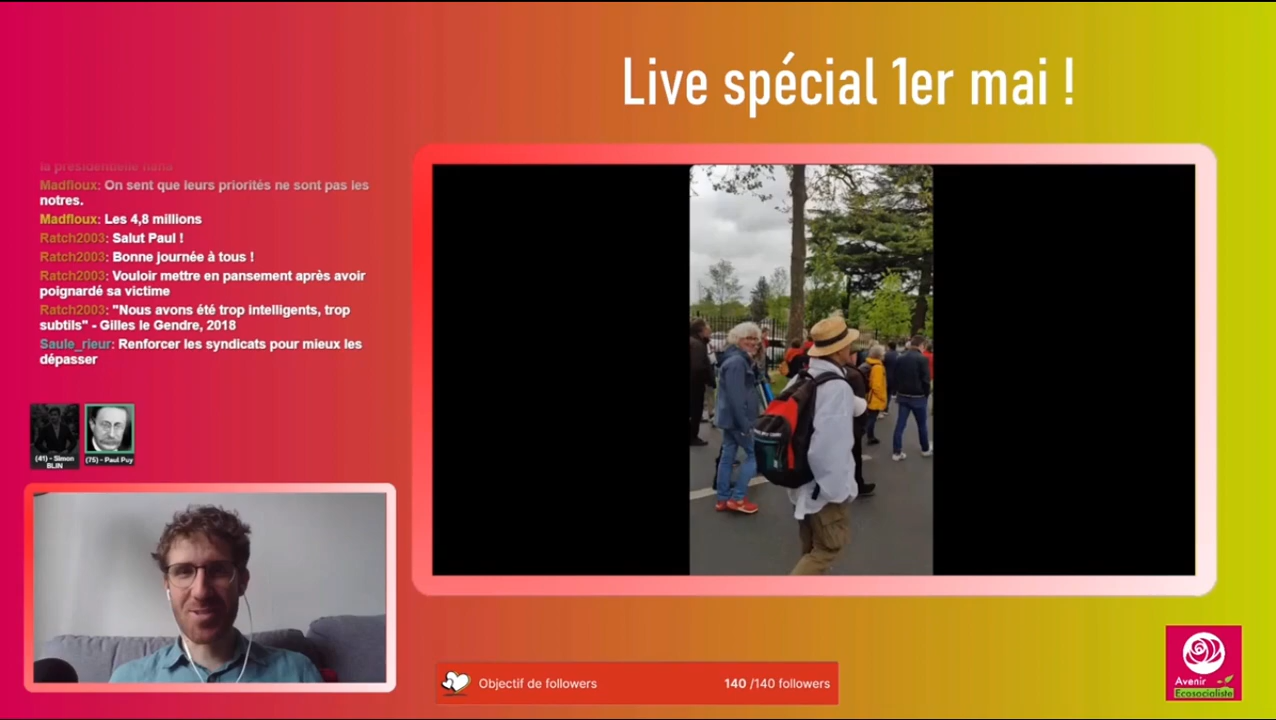 Live spécial 1er mai !
la présidentielle haha
Madfloux: On sent que leurs priorités ne sont pas les
notres.
Madfloux: Les 4,8 millions
Ratch2003: Salut Paul !
Ratch2003: Bonne journée à tous !
Ratch2003: Vouloir mettre en pansement après avoir
poignardé sa victime
Ratch2003: "Nous avons été trop intelligents, trop
subtils" - Gilles le Gendre, 2018
Saule_rieur: Renforcer les syndicats pour mieux les
dépasser
(41) - Simon
BLIN
(75) - Paul Puy
Objectif de followers
140 /140 followers
Avenir
Ecosocialiste